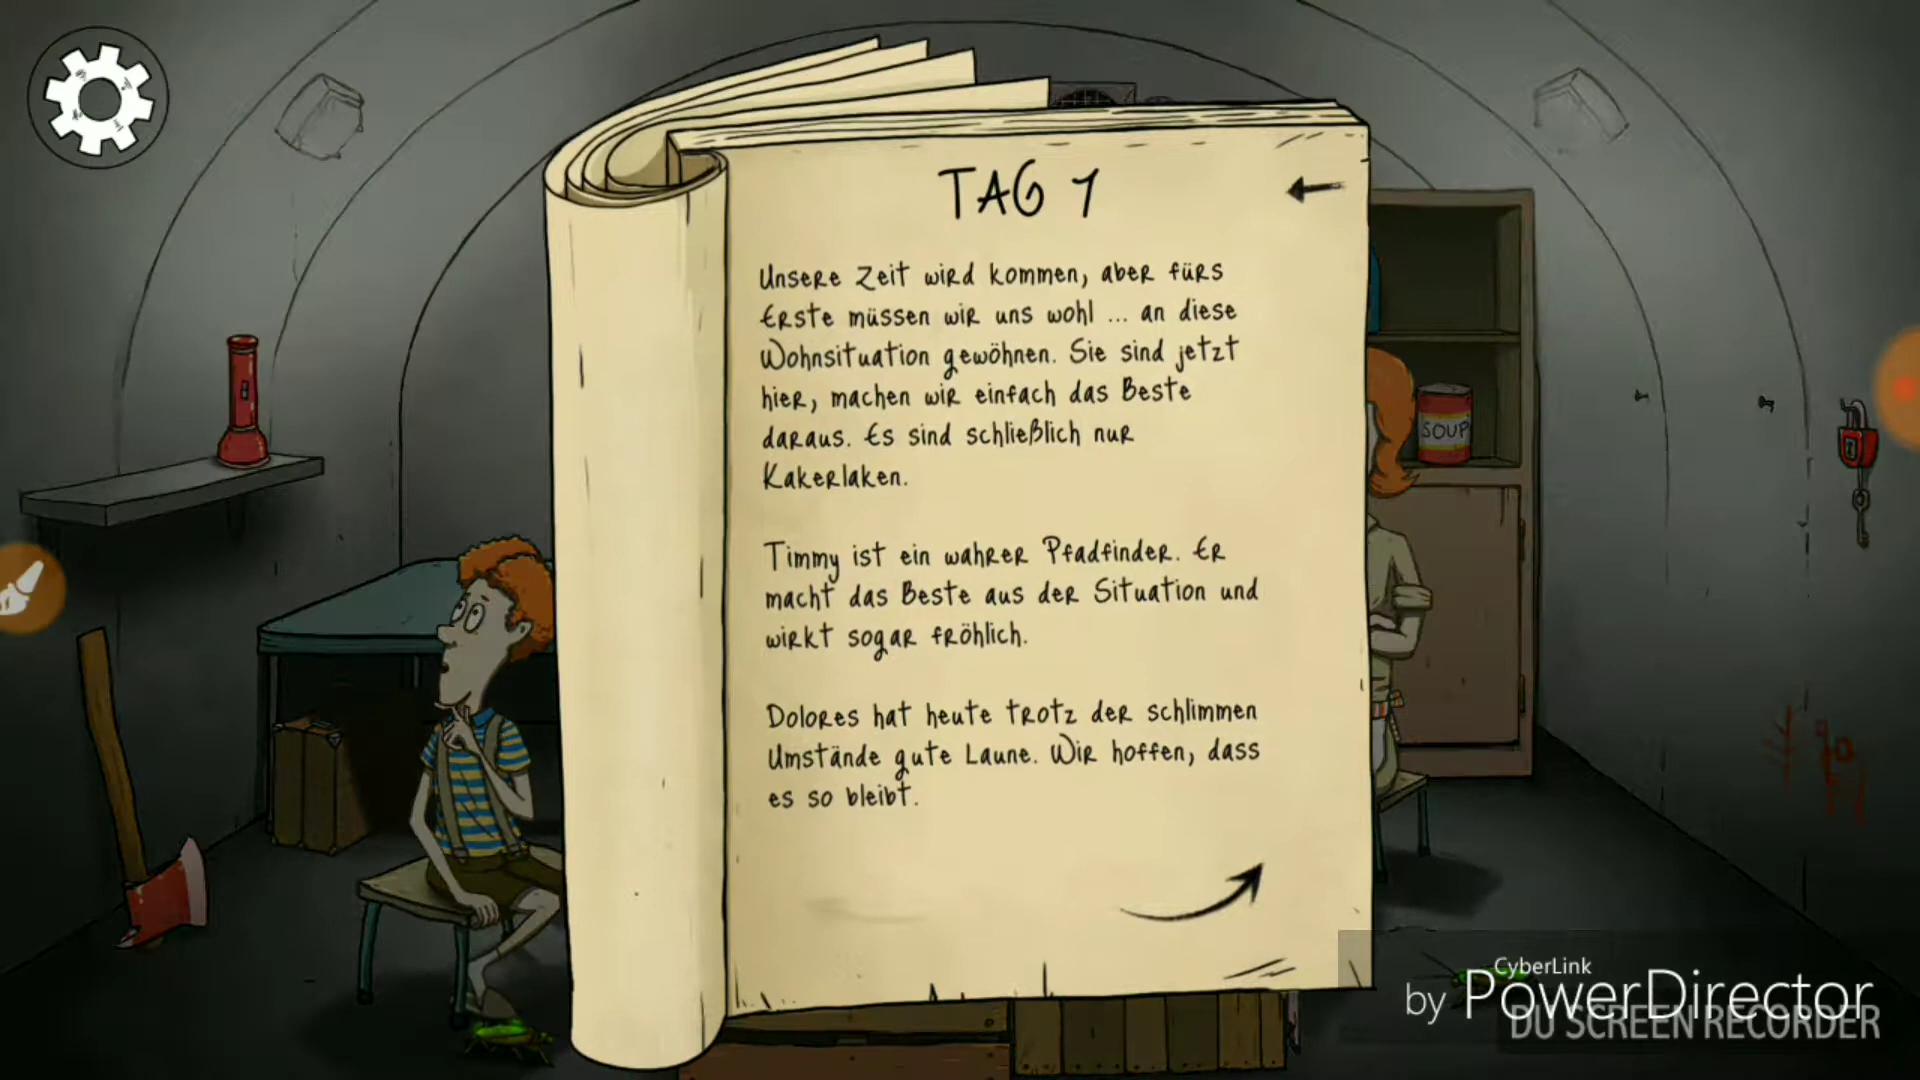 TAG 1
Unsere Zeit wird kommen, aber fürs
Erste müssen wir uns wohl ... an diese
Wohnsituation gewöhnen. Sie sind jetzt
hier, machen wir einfach das Beste
daraus. Es sind schließlich nur
Kakerlaken.
Timmy ist ein wahrer Pfadfinder. Er
macht das Beste aus der Situation und
wirkt sogar fröhlich.
Dolores hat heute trotz der schlimmen
Umstände gute Laune. Wir hoffen, dass
es so bleibt.
SOUP
CyberLink
by PowerDirector
DU SCREEN RECORDER